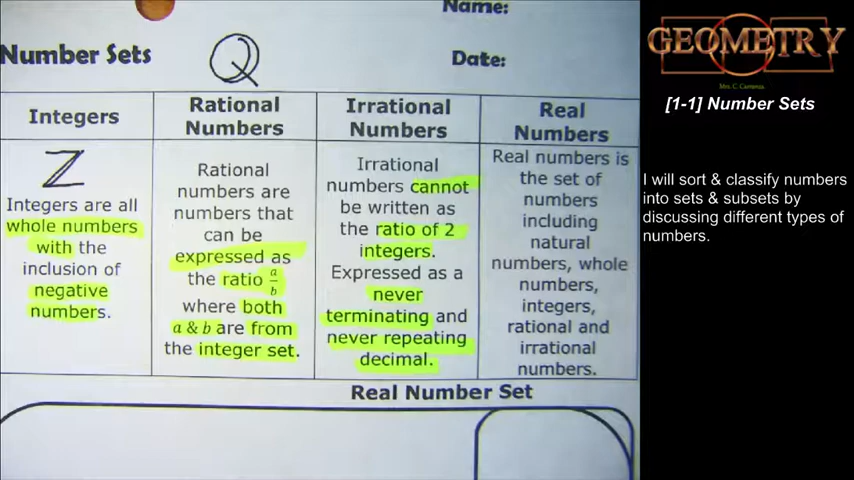 Name:
Number Sets
Q
Date:
Integers
Rational
Numbers
Irrational
Numbers
Real
Numbers
Z
Integers are all
whole numbers
with the
inclusion of
negative
numbers.
Rational
numbers are
numbers that
can be
expressed as
the ratio a/b
where both
a & b are from
the integer set.
Irrational
numbers cannot
be written as
the ratio of 2
integers.
Expressed as a
never
terminating and
never repeating
decimal.
Real numbers is
the set of
numbers
including
natural
numbers, whole
numbers,
integers,
rational and
irrational
numbers.
Real Number Set
GEOMETRY
Mrs. C Carranza
[1-1] Number Sets
I will sort & classify numbers
into sets & subsets by
discussing different types of
numbers.